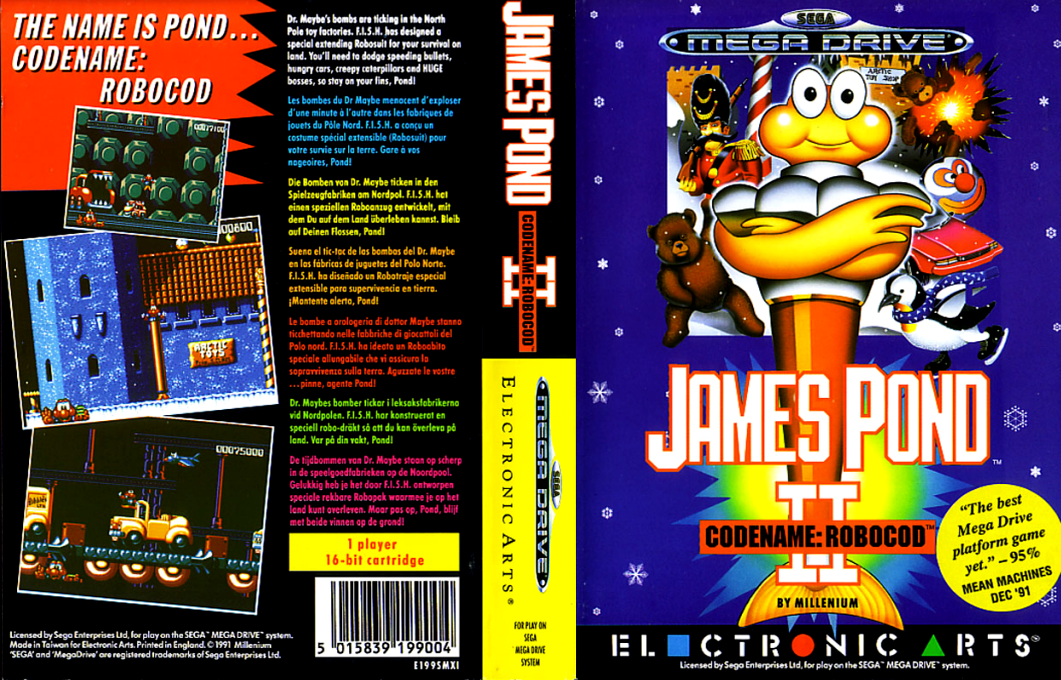 THE NAME IS POND...
CODENAME:
ROBOCOD
Dr. Maybe's bombs are ticking in the North
Pole toy factories. F.I.S.H. has designed a
special extending Robosuit for your survival on
land. You'll need to dodge speeding bullets,
hungry cars, creepy caterpillors and HUGE
bosses, so stay on your fins, Pond!
Les bombes du Dr Maybe menacent d'exploser
d'une minute à l'autre dans les fabriques de
jouets du Pôle Nord. F.I.S.H. a conçu un
costume spécial extensible (Robosuit) pour
votre survie sur la terre. Gare à vos
nageoires, Pond!
Die Bomben von Dr. Maybe ticken in den
Spielzeugfabriken am Nordpol. F.I.S.H. hat
einen speziellen Roboanzug entwickelt, mit
dem Du auf dem Land überleben kannst. Bleib
auf Deinen Flossen, Pond!
Suena el tic-tac de las bombas del Dr. Maybe
en las fábricas de juguetes del Polo Norte.
F.I.S.H. ha diseñado un Robotraje especial
extensible para supervivencia en tierra.
¡Mantente alerta, Pond!
Le bombe a orologeria di dottor Maybe stanno
ticchettando nelle fabbriche di giocattoli del
Polo nord. F.I.S.H. ha ideato un Roboabito
speciale allungabile che vi assicura la
sopravvivenza sulla terra. Aguzzate le vostre
...pinne, agente Pond!
Dr. Maybes bomber tickar i leksaksfabrikerna
vid Nordpolen. F.I.S.H. har konstruerat en
speciell robo-dräkt så att du kan överleva på
land. Var på din vakt, Pond!
De tijdbommen van Dr. Maybe staan op scherp
in de speelgoedfabrieken op de Noordpool.
Gelukkig heb je het door F.I.S.H. ontworpen
speciale rekbare Robopak waarmee je op het
land kunt overleven. Maar pas op, Pond, blijf
met beide vinnen op de grond!
1 player
16-bit cartridge
ARCTIC
TOYS
00075000
5 015839 199004
E1995MXI
Licensed by Sega Enterprises Ltd, for play on the SEGA™ MEGA DRIVE™ system.
Made in Taiwan for Electronic Arts. Printed in England. © 1991 Millenium
'SEGA' and 'MegaDrive' are registered trademarks of Sega Enterprises Ltd.
JAMES POND
II
CODENAME: ROBOCOD™
ELECTRONIC ARTS®
SEGA
MEGA DRIVE
FOR PLAY ON
SEGA
™MEGA DRIVE™
SYSTEM
SEGA
MEGA DRIVE
ARCTIC
TOY SHOP
JAMES POND™
II
CODENAME: ROBOCOD™
BY MILLENIUM
"The best
Mega Drive
platform game
yet." – 95%
MEAN MACHINES
DEC '91
ELECTRONIC ARTS®
Licensed by Sega Enterprises Ltd, for play on the SEGA™ MEGA DRIVE™ system.